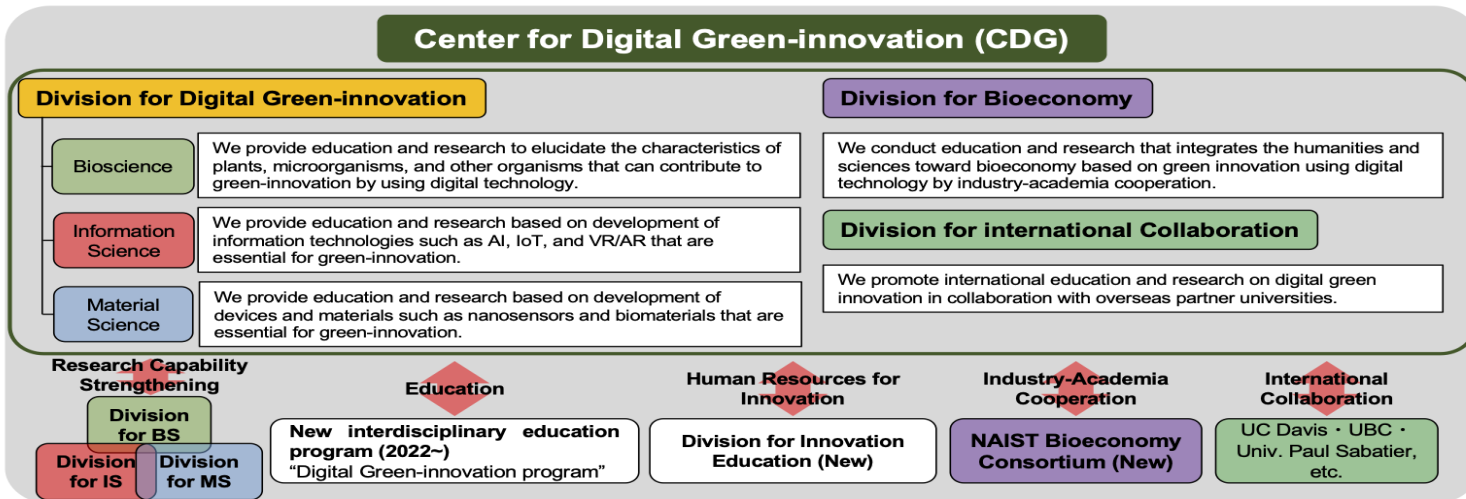 Center for Digital Green-innovation (CDG)
Division for Digital Green-innovation
Bioscience
We provide education and research to elucidate the characteristics of
plants, microorganisms, and other organisms that can contribute to
green-innovation by using digital technology.
Information
Science
We provide education and research based on development of
information technologies such as AI, IoT, and VR/AR that are
essential for green-innovation.
Material
Science
We provide education and research based on development of
devices and materials such as nanosensors and biomaterials that are
essential for green-innovation.
Division for Bioeconomy
We conduct education and research that integrates the humanities and
sciences toward bioeconomy based on green innovation using digital
technology by industry-academia cooperation.
Division for international Collaboration
We promote international education and research on digital green
innovation in collaboration with overseas partner universities.
Research Capability
Strengthening
Division
for BS
Division
for IS
Division
for MS
Education
New interdisciplinary education
program (2022~)
“Digital Green-innovation program”
Human Resources for
Innovation
Division for Innovation
Education (New)
Industry-Academia
Cooperation
NAIST Bioeconomy
Consortium (New)
International
Collaboration
UC Davis・UBC・
Univ. Paul Sabatier,
etc.